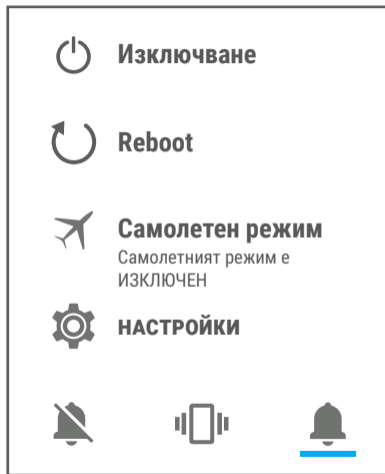 Изключване
Reboot
Самолетен режим
Самолетният режим е
ИЗКЛЮЧЕН
НАСТРОЙКИ